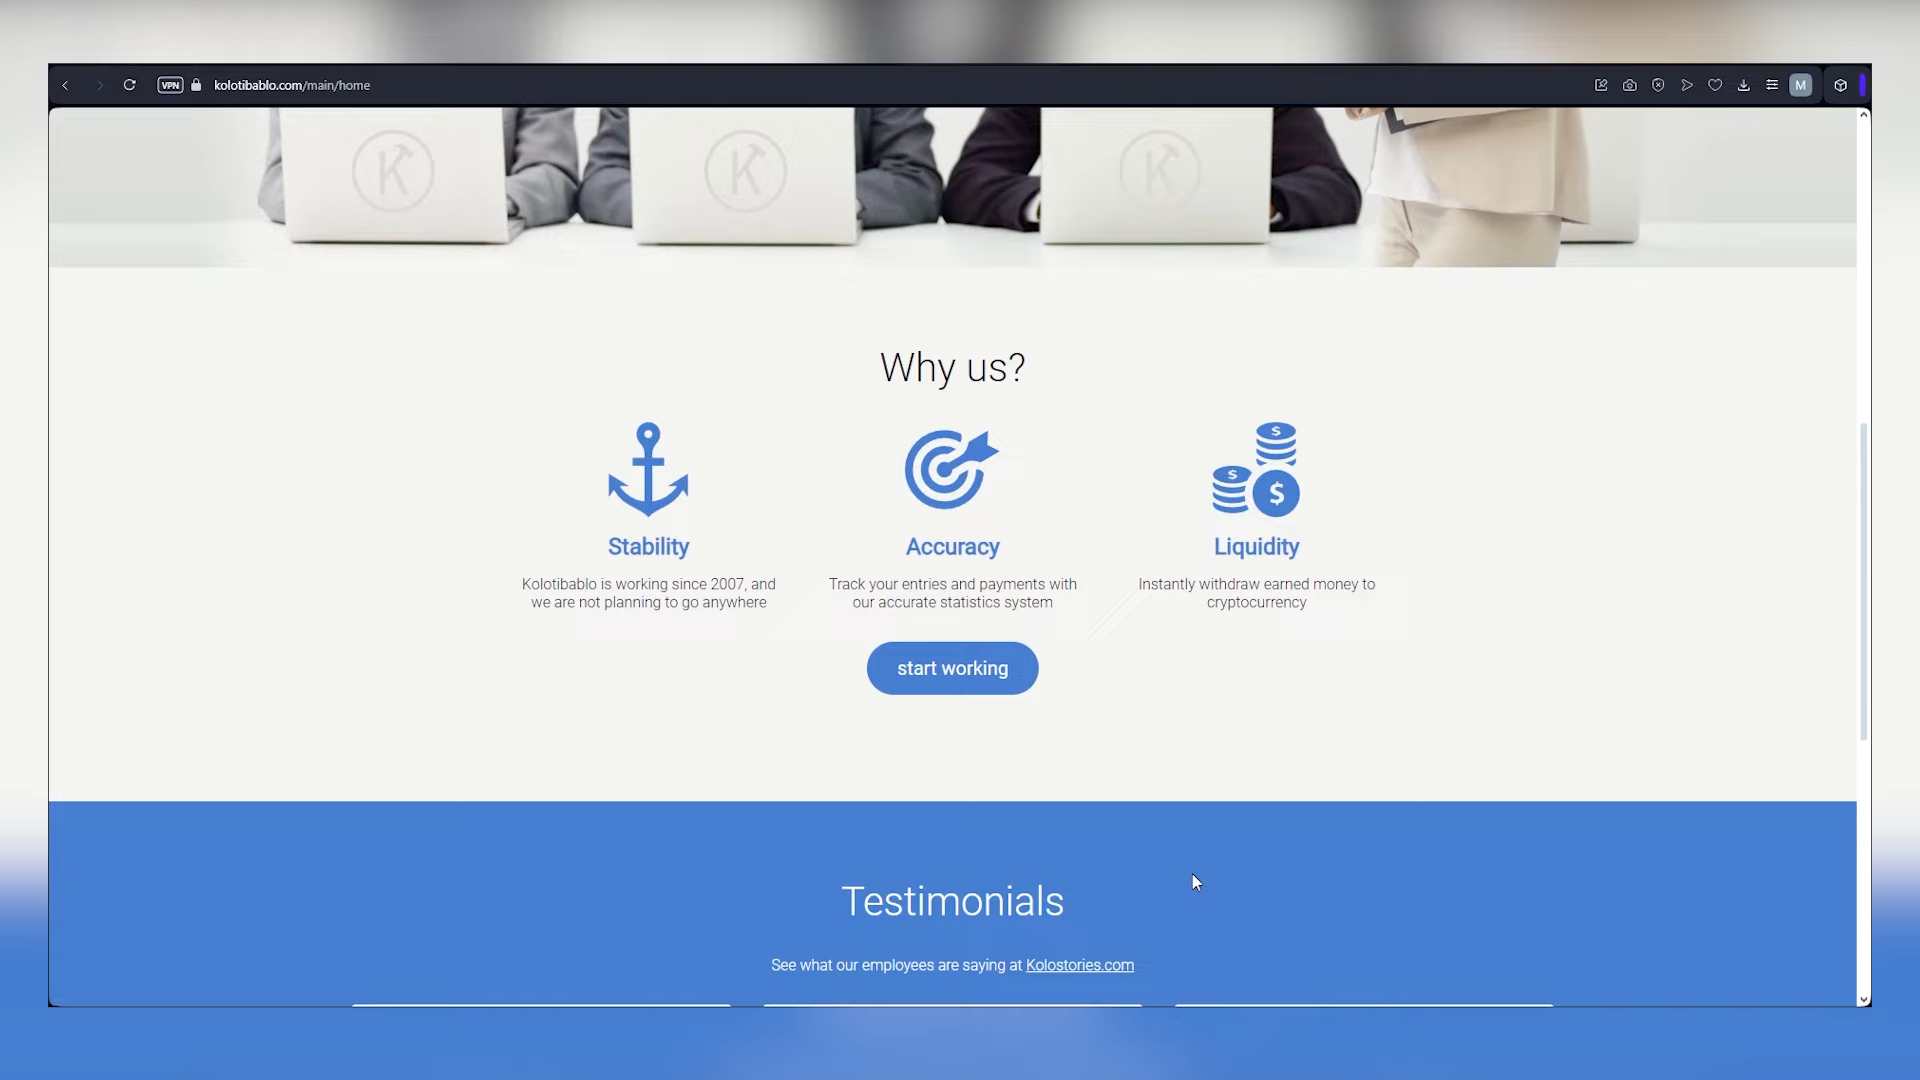 VPN kolotibablo.com/main/home M
K K K
Why us?
$ $ $
Stability Accuracy Liquidity
Kolotibablo is working since 2007, and
we are not planning to go anywhere
Track your entries and payments with
our accurate statistics system
Instantly withdraw earned money to
cryptocurrency
start working
Testimonials
See what our employees are saying at Kolostories.com